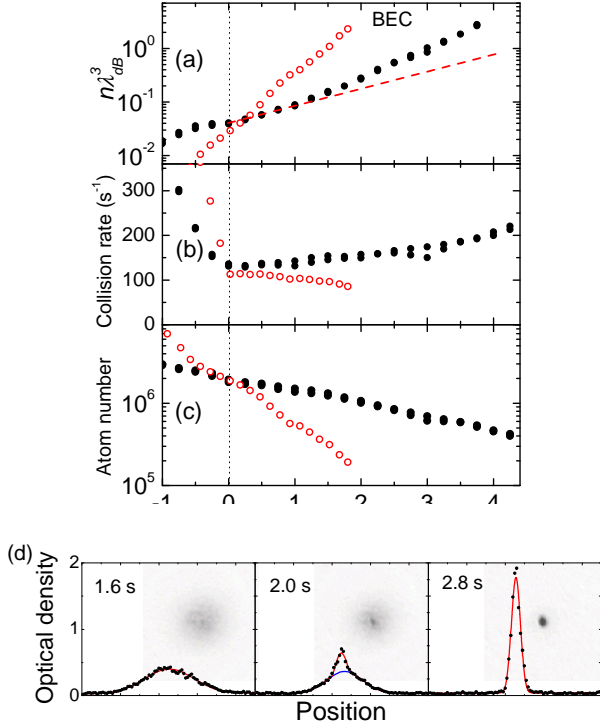 BEC
(a)
nλ³dB
10⁰
10⁻¹
10⁻²
300
200
100
0
(b)
Collision rate (s⁻¹)
10⁶
10⁵
(c)
Atom number
-1 0 1 2 3 4
(d)
Optical density
2
1
0
1.6 s
2.0 s
2.8 s
Position